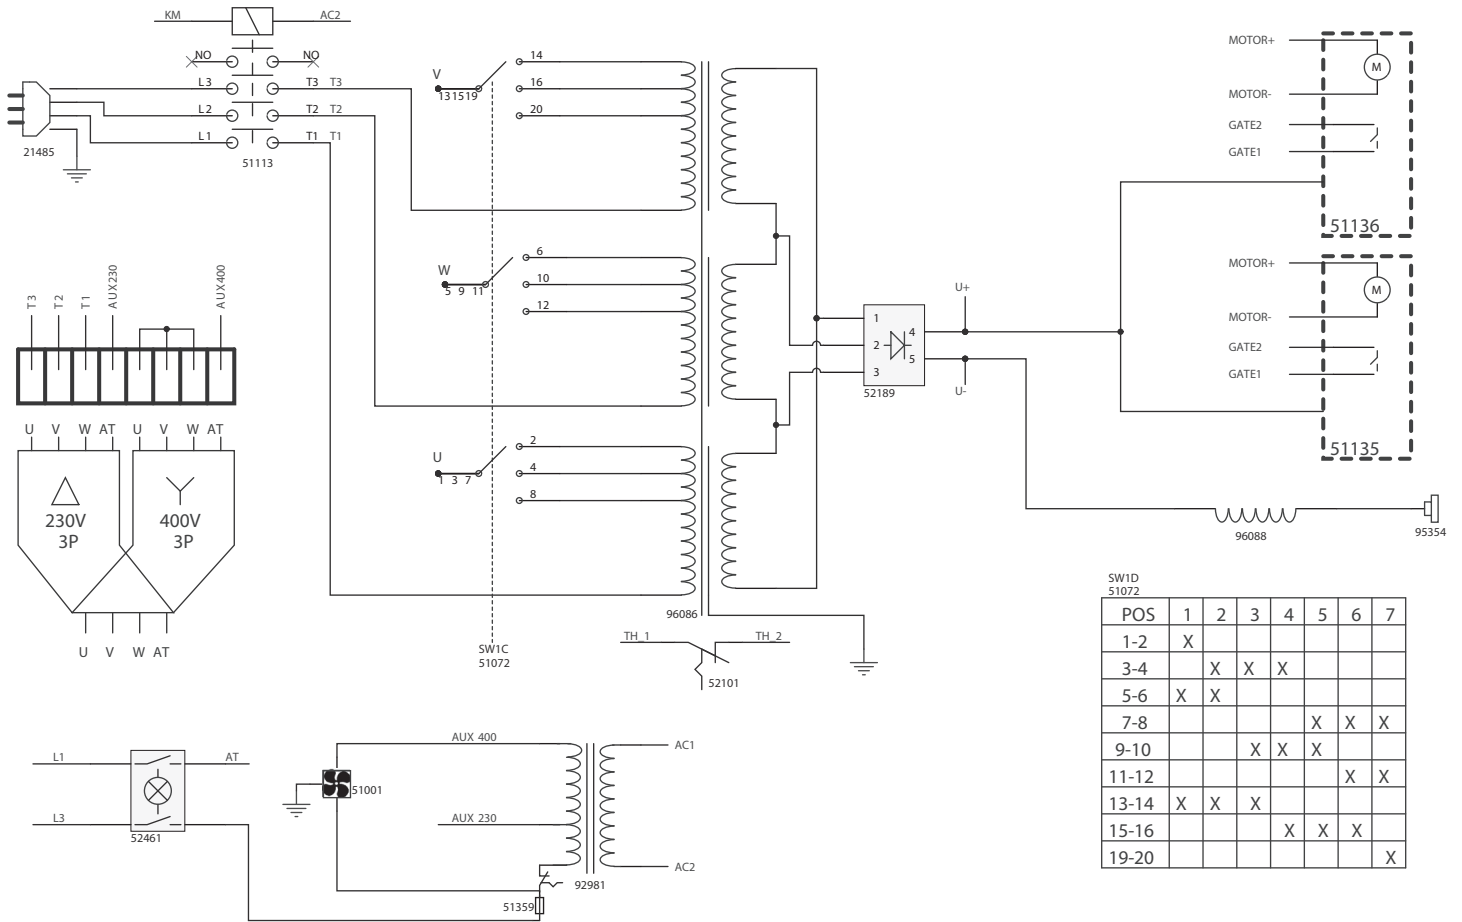 KM AC2
NO NO
L3 T3 T3
L2 T2 T2
L1 T1 T1
21485
51113
V
131519
14
16
20
W
5 9 11
6
10
12
U
1 3 7
2
4
8
SW1C
51072
96086
TH_1 TH_2
52101
1
2
3
4
5
52189
U+
U-
MOTOR+
M
MOTOR-
GATE2
GATE1
51136
MOTOR+
M
MOTOR-
GATE2
GATE1
51135
96088
95354
T3 T2 T1 AUX230 AUX400
U V W AT U V W AT
230V
3P
400V
3P
U V W AT
L1 AT
L3
52461
51001
AUX 400
AUX 230
AC1
AC2
92981
51359
SW1D
51072
POS 1 2 3 4 5 6 7
1-2 X
3-4 X X X
5-6 X X
7-8 X X X
9-10 X X X
11-12 X X
13-14 X X X
15-16 X X X
19-20 X